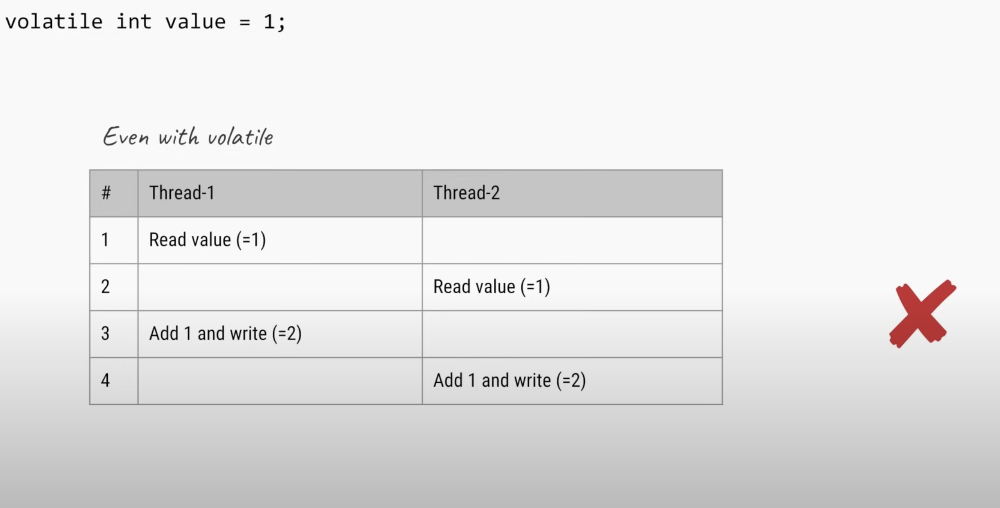 volatile int value = 1;
Even with volatile
# Thread-1 Thread-2
1 Read value (=1)
2 Read value (=1)
3 Add 1 and write (=2)
4 Add 1 and write (=2)